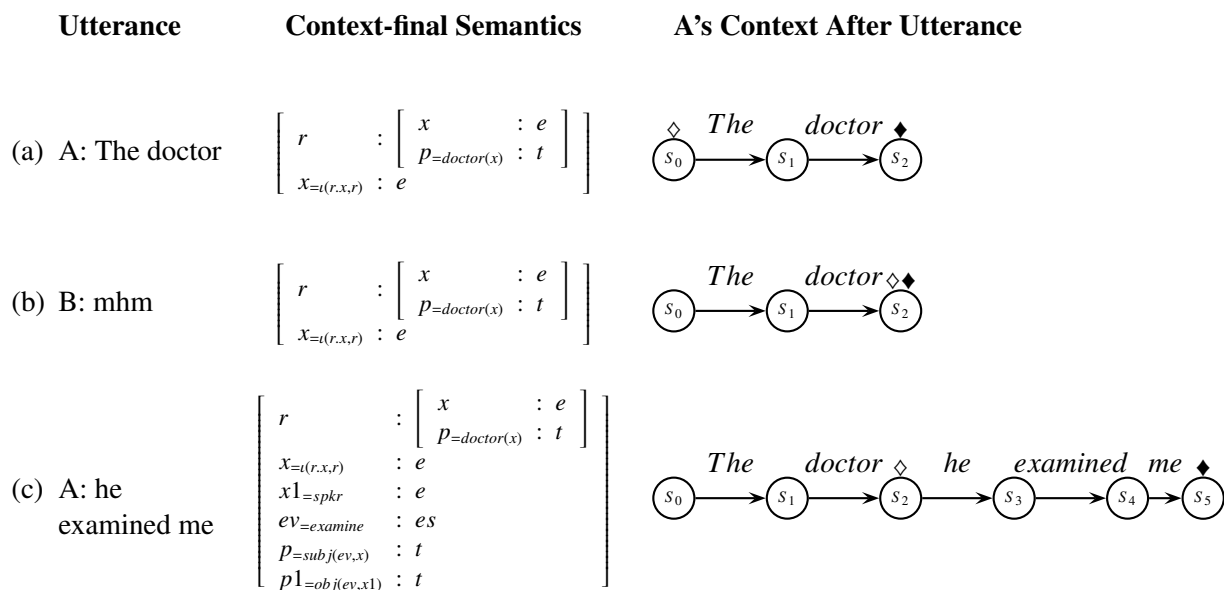 Utterance Context-final Semantics A's Context After Utterance
(a) A: The doctor
r : [ x : e
p=doctor(x) : t ]
x=ι(r.x,r) : e
◇ The doctor ◆
s0 s1 s2
(b) B: mhm
r : [ x : e
p=doctor(x) : t ]
x=ι(r.x,r) : e
The doctor ◇◆
s0 s1 s2
(c) A: he
examined me
r : [ x : e
p=doctor(x) : t ]
x=ι(r.x,r) : e
x1=spkr : e
ev=examine : es
p=subj(ev,x) : t
p1=obj(ev,x1) : t
The doctor ◇ he examined me ◆
s0 s1 s2 s3 s4 s5